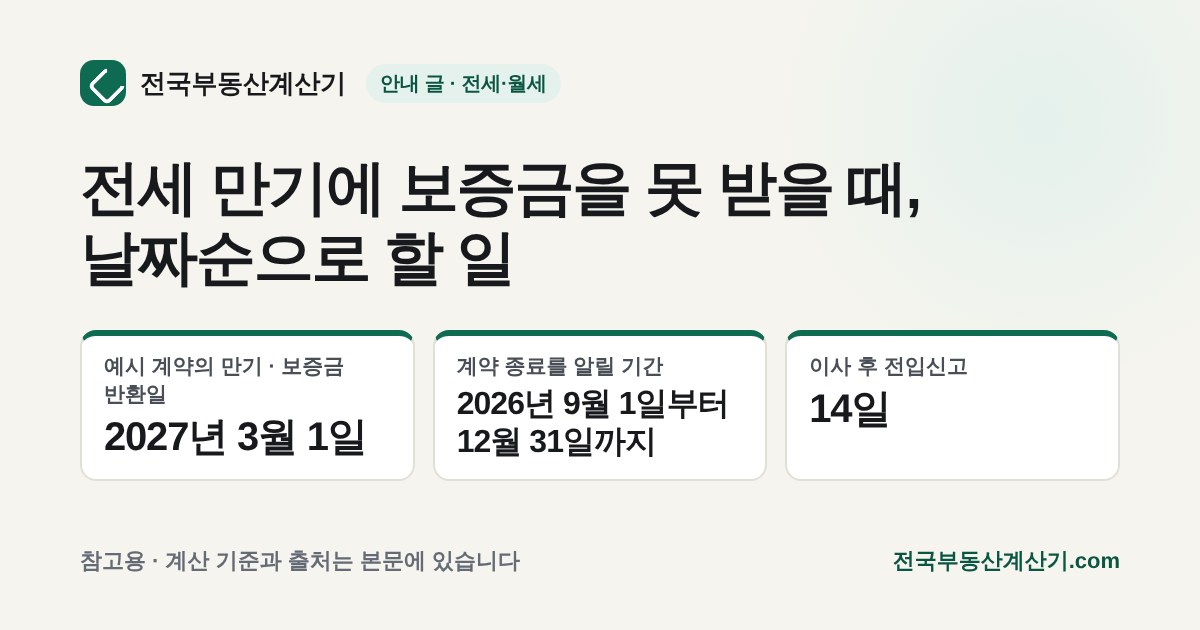 전국부동산계산기
안내 글 · 전세·월세
전세 만기에 보증금을 못 받을 때,
날짜순으로 할 일
예시 계약의 만기 · 보증금
반환일
2027년 3월 1일
계약 종료를 알릴 기간
2026년 9월 1일부터
12월 31일까지
이사 후 전입신고
14일
참고용 · 계산 기준과 출처는 본문에 있습니다
전국부동산계산기.com